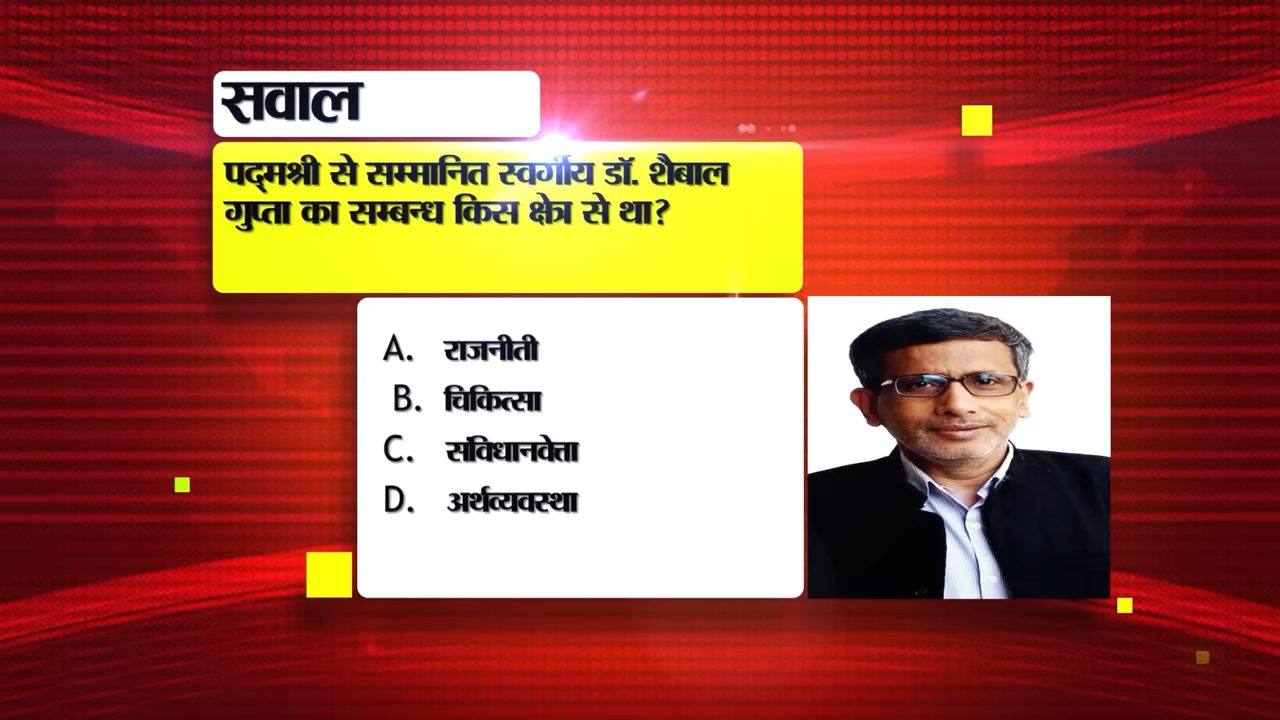 सवाल
पद्मश्री से सम्मानित स्वर्गीय डॉ. शैबाल
गुप्ता का सम्बन्ध किस क्षेत्र से था?
A. राजनीती
B. चिकित्सा
C. संविधानवेत्ता
D. अर्थव्यवस्था